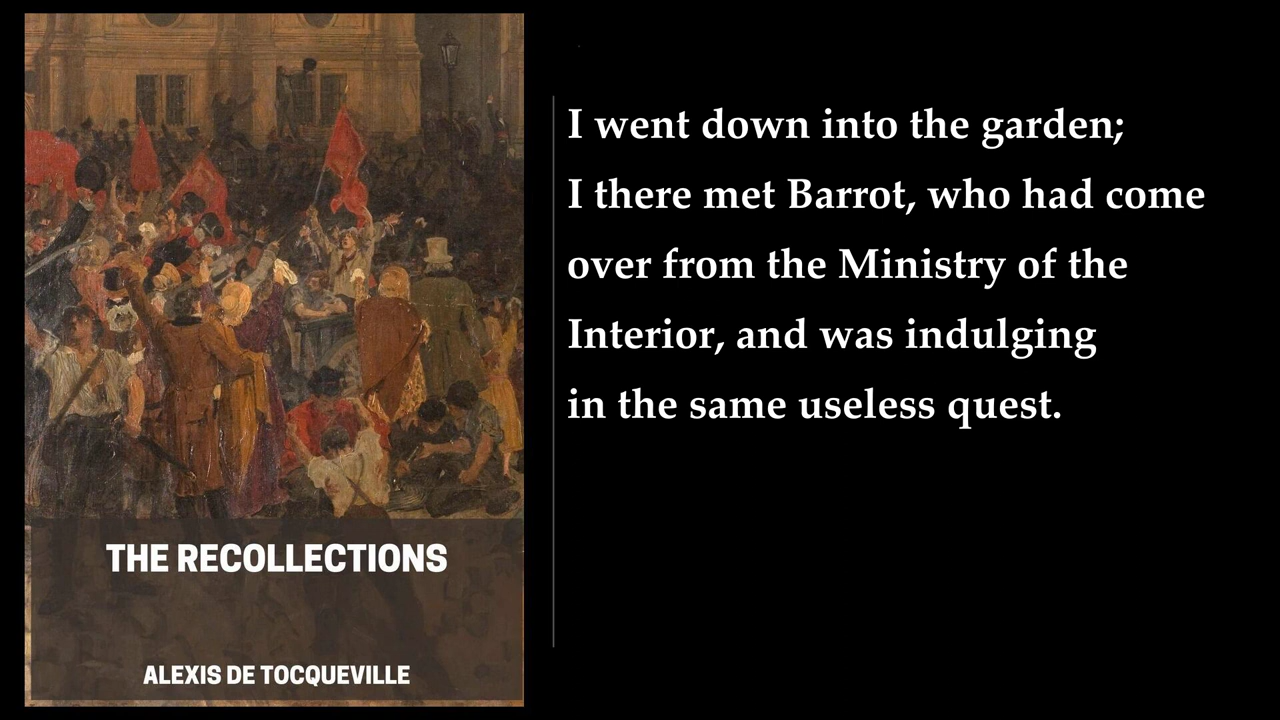 I went down into the garden;
I there met Barrot, who had come
over from the Ministry of the
Interior, and was indulging
in the same useless quest.
THE RECOLLECTIONS
ALEXIS DE TOCQUEVILLE